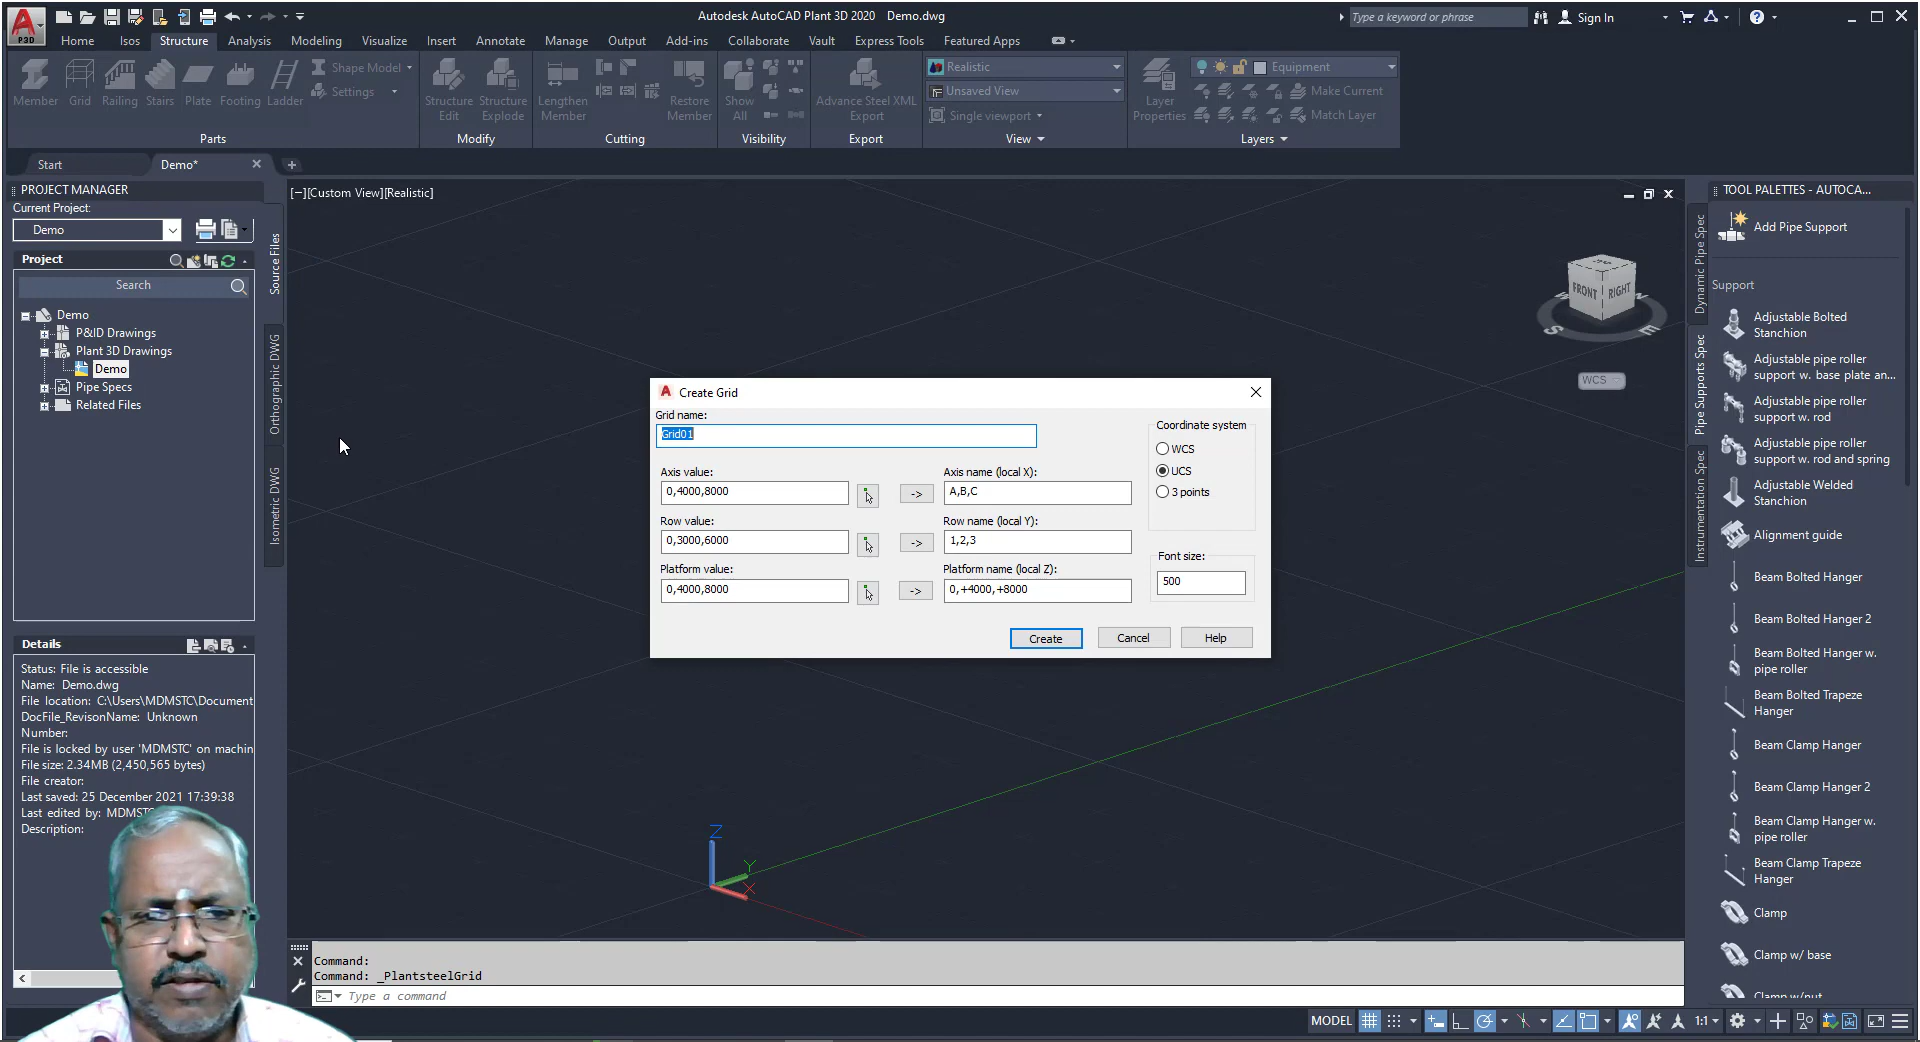 Autodesk AutoCAD Plant 3D 2020 Demo.dwg
Type a keyword or phrase
Sign In
P3D
Home Isos Structure Analysis Modeling Visualize Insert Annotate Manage Output Add-ins Collaborate Vault Express Tools Featured Apps
Member Grid Railing Stairs Plate Footing Ladder
Shape Model
Settings
Structure Edit
Structure Explode
Lengthen Member
Restore Member
Show All
Advance Steel XML Export
Realistic
Unsaved View
Single viewport
Layer Properties
Equipment
Make Current
Match Layer
Parts Modify Cutting Visibility Export View Layers
Start Demo*
PROJECT MANAGER
Current Project:
Demo
Project
Search
Demo
P&ID Drawings
Plant 3D Drawings
Demo
Pipe Specs
Related Files
Source Files
Orthographic DWG
Isometric DWG
Details
Status: File is accessible
Name: Demo.dwg
File location: C:\Users\MDMSTC\Document
DocFile_RevisonName: Unknown
Number:
File is locked by user 'MDMSTC' on machin
File size: 2.34MB (2,450,565 bytes)
File creator:
Last saved: 25 December 2021 17:39:38
Last edited by: MDMSTC
Description:
[−][Custom View][Realistic]
TOP
FRONT RIGHT
S E
WCS
Create Grid
Grid name:
Grid01
Axis value:
0,4000,8000
->
Axis name (local X):
A,B,C
Row value:
0,3000,6000
->
Row name (local Y):
1,2,3
Platform value:
0,4000,8000
->
Platform name (local Z):
0,+4000,+8000
Coordinate system
WCS
UCS
3 points
Font size:
500
Create Cancel Help
Z
Y
X
Command:
Command: _PlantsteelGrid
Type a command
MODEL
1:1
TOOL PALETTES - AUTOCA...
Dynamic Pipe Spec
Pipe Supports Spec
Instrumentation Spec
Add Pipe Support
Support
Adjustable Bolted
Stanchion
Adjustable pipe roller
support w. base plate an...
Adjustable pipe roller
support w. rod
Adjustable pipe roller
support w. rod and spring
Adjustable Welded
Stanchion
Alignment guide
Beam Bolted Hanger
Beam Bolted Hanger 2
Beam Bolted Hanger w.
pipe roller
Beam Bolted Trapeze
Hanger
Beam Clamp Hanger
Beam Clamp Hanger 2
Beam Clamp Hanger w.
pipe roller
Beam Clamp Trapeze
Hanger
Clamp
Clamp w/ base
Clamp w/nut